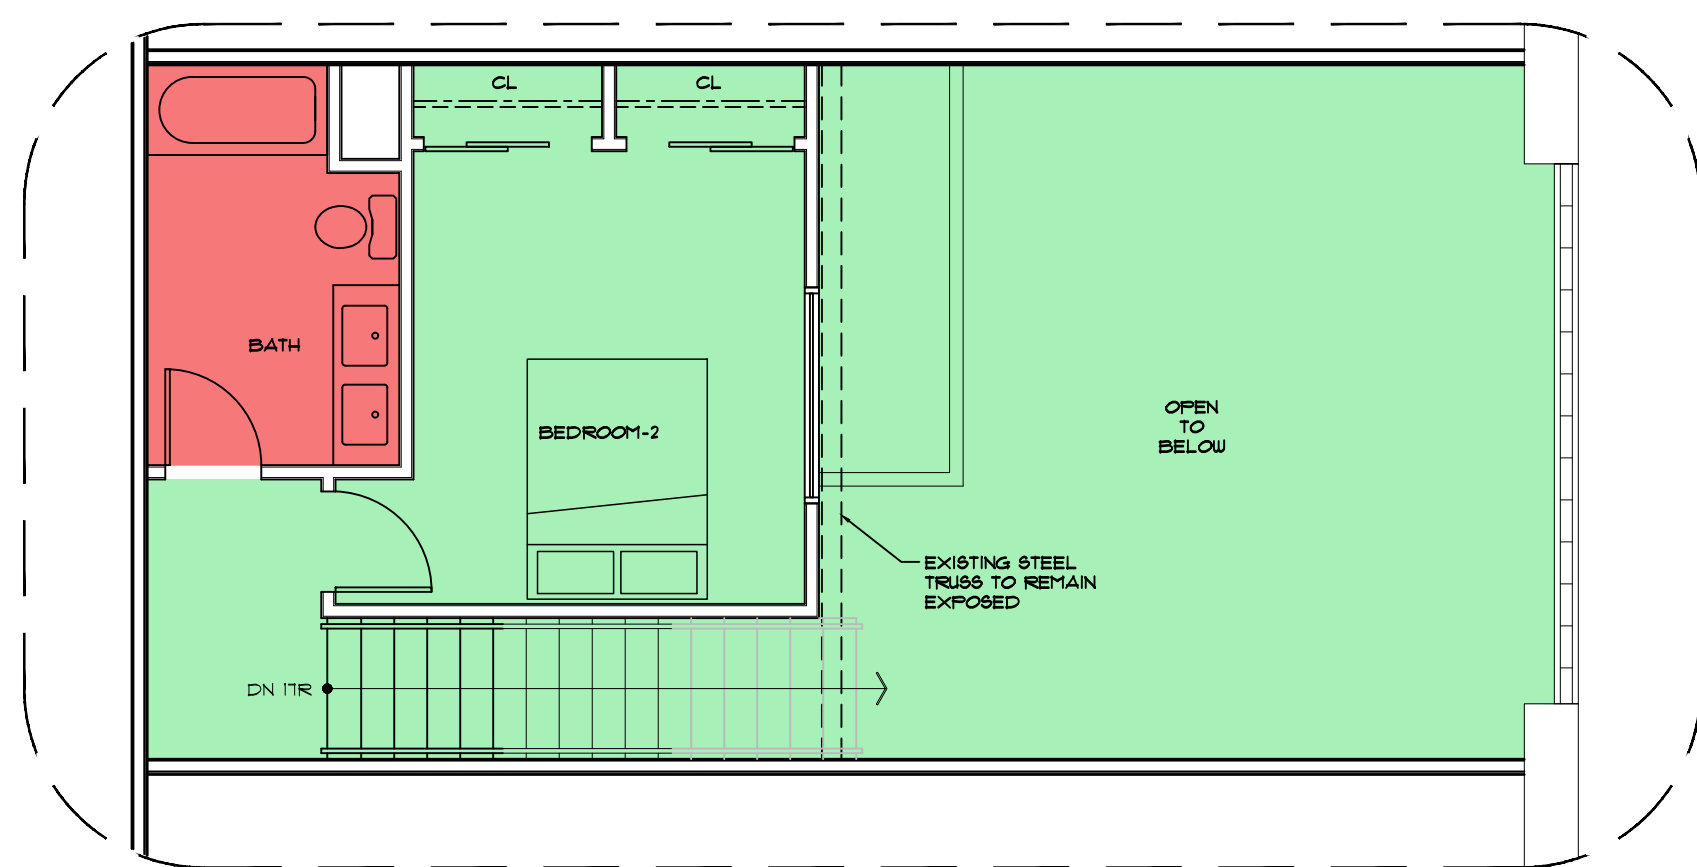 CL
CL
BATH
BEDROOM-2
OPEN
TO
BELOW
EXISTING STEEL
TRUSS TO REMAIN
EXPOSED
DN 17R